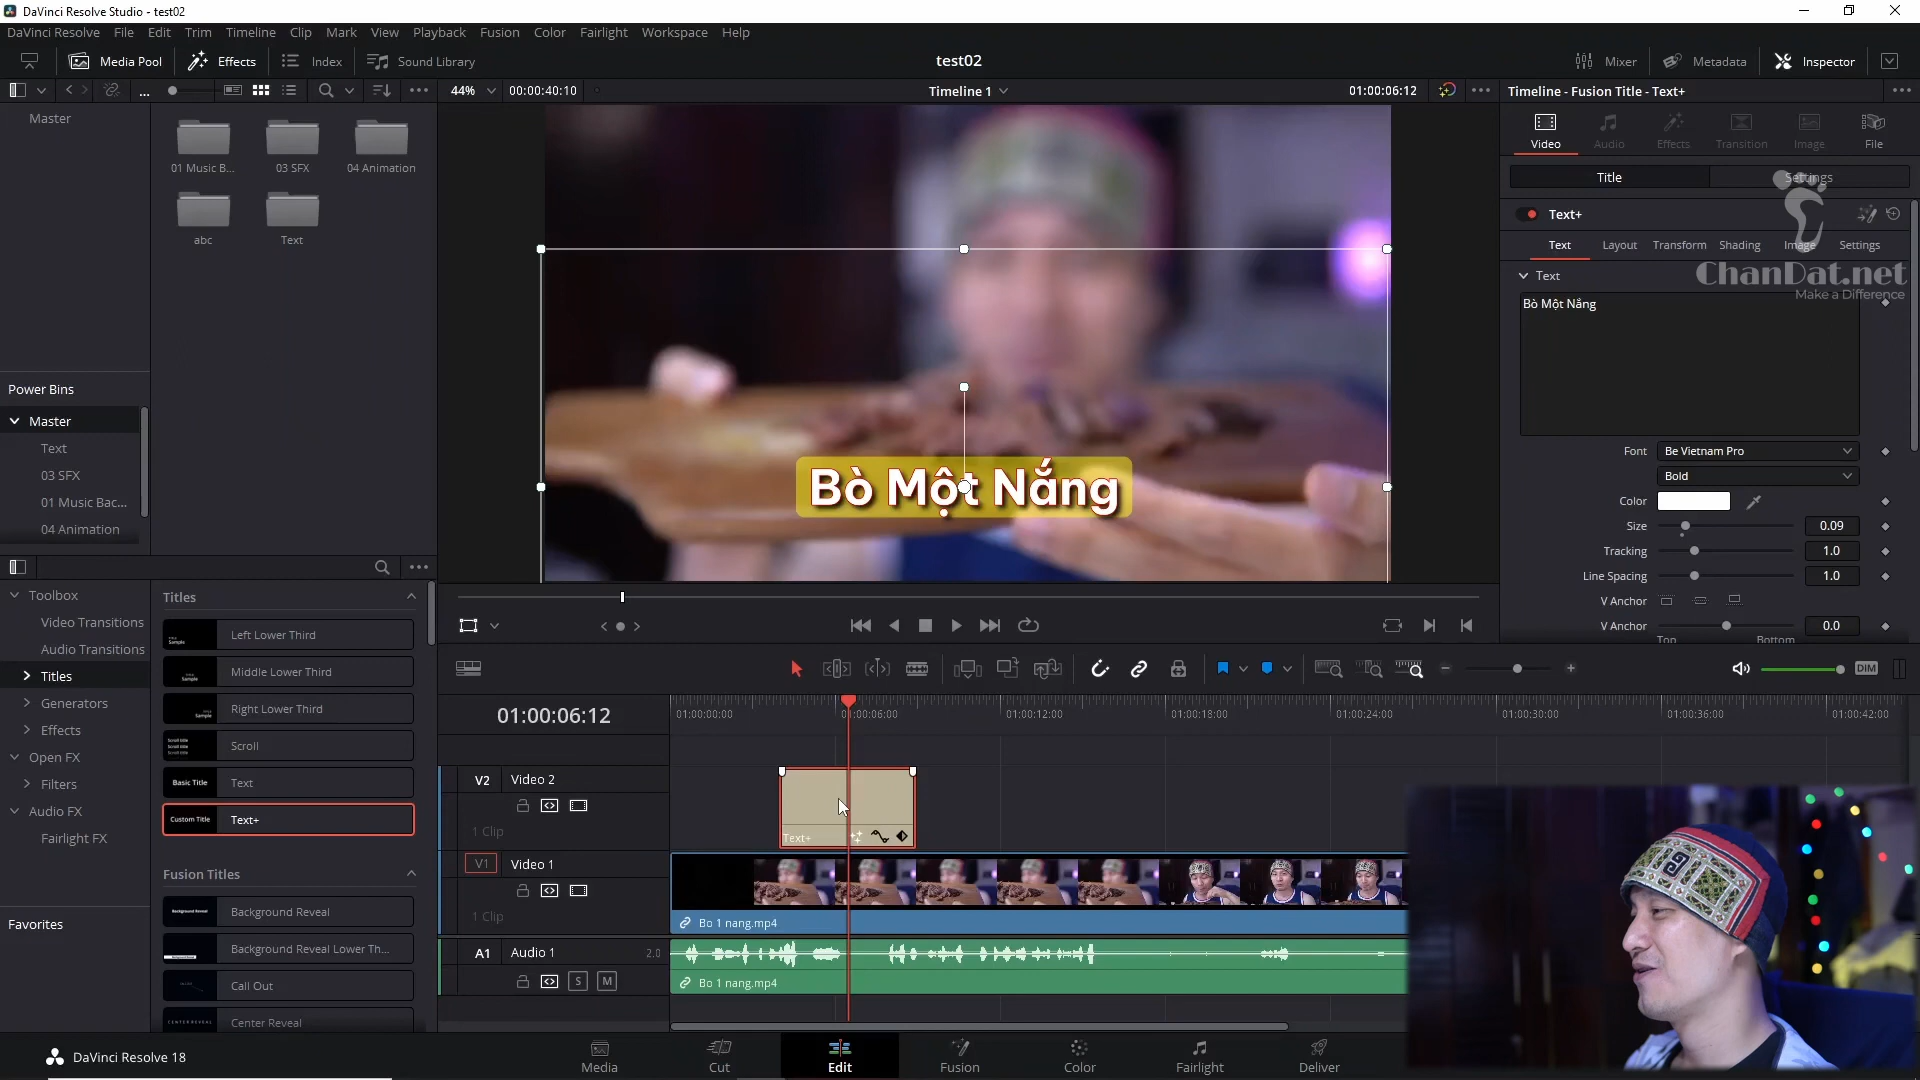 DaVinci Resolve Studio - test02
DaVinci Resolve File Edit Trim Timeline Clip Mark View Playback Fusion Color Fairlight Workspace Help
Media Pool Effects Index Sound Library test02 Mixer Metadata Inspector
... 44% 00:00:40:10 Timeline 1 01:00:06:12 Timeline - Fusion Title - Text+
Master
01 Music B... 03 SFX 04 Animation
abc Text
Power Bins
Master
Text
03 SFX
01 Music Bac...
04 Animation
Bò Một Nắng
Video Audio Effects Transition Image File
Title Settings
Text+
Text Layout Transform Shading Image Settings
ChanDat.net
Make a Difference
Text
Bò Một Nắng
Font Be Vietnam Pro
Bold
Color
Size 0.09
Tracking 1.0
Line Spacing 1.0
V Anchor
V Anchor 0.0
Top Bottom
Toolbox
Video Transitions
Audio Transitions
Titles
Generators
Effects
Open FX
Filters
Audio FX
Fairlight FX
Favorites
Titles
Left Lower Third
Middle Lower Third
Right Lower Third
Scroll
Basic Title Text
Custom Title Text+
Fusion Titles
Background Reveal Background Reveal
Background Reveal Lower Th...
Call Out
CENTER REVEAL Center Reveal
DIM
01:00:06:12
01:00:00:00 01:00:06:00 01:00:12:00 01:00:18:00 01:00:24:00 01:00:30:00 01:00:36:00 01:00:42:00
V2 Video 2
1 Clip
Text+
V1 Video 1
1 Clip
Bo 1 nang.mp4
A1 Audio 1 2.0
S M
Bo 1 nang.mp4
DaVinci Resolve 18
Media Cut Edit Fusion Color Fairlight Deliver